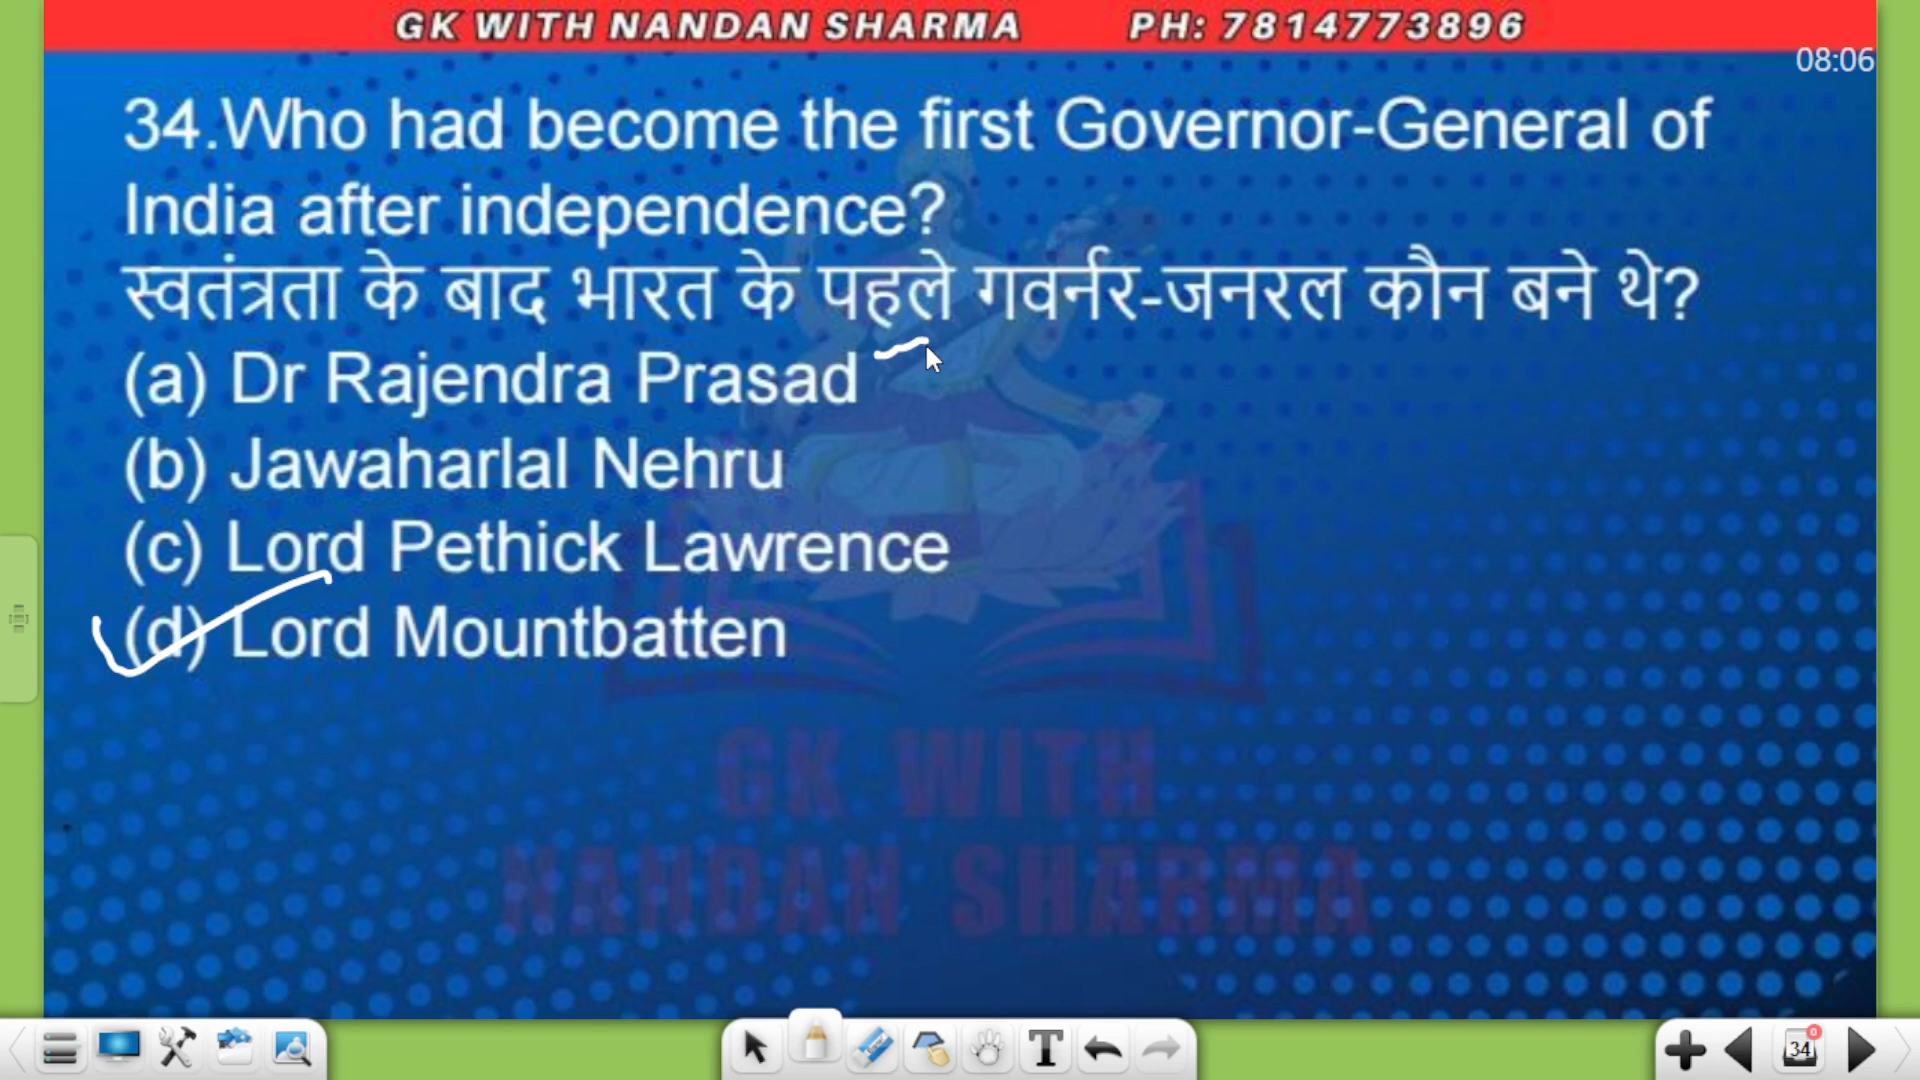 GK WITH NANDAN SHARMA PH: 7814773896
08:06
34.Who had become the first Governor-General of
India after independence?
स्वतंत्रता के बाद भारत के पहले गवर्नर-जनरल कौन बने थे?
(a) Dr Rajendra Prasad
(b) Jawaharlal Nehru
(c) Lord Pethick Lawrence
(d) Lord Mountbatten
GK WITH
NANDAN SHARMA
T
0
34